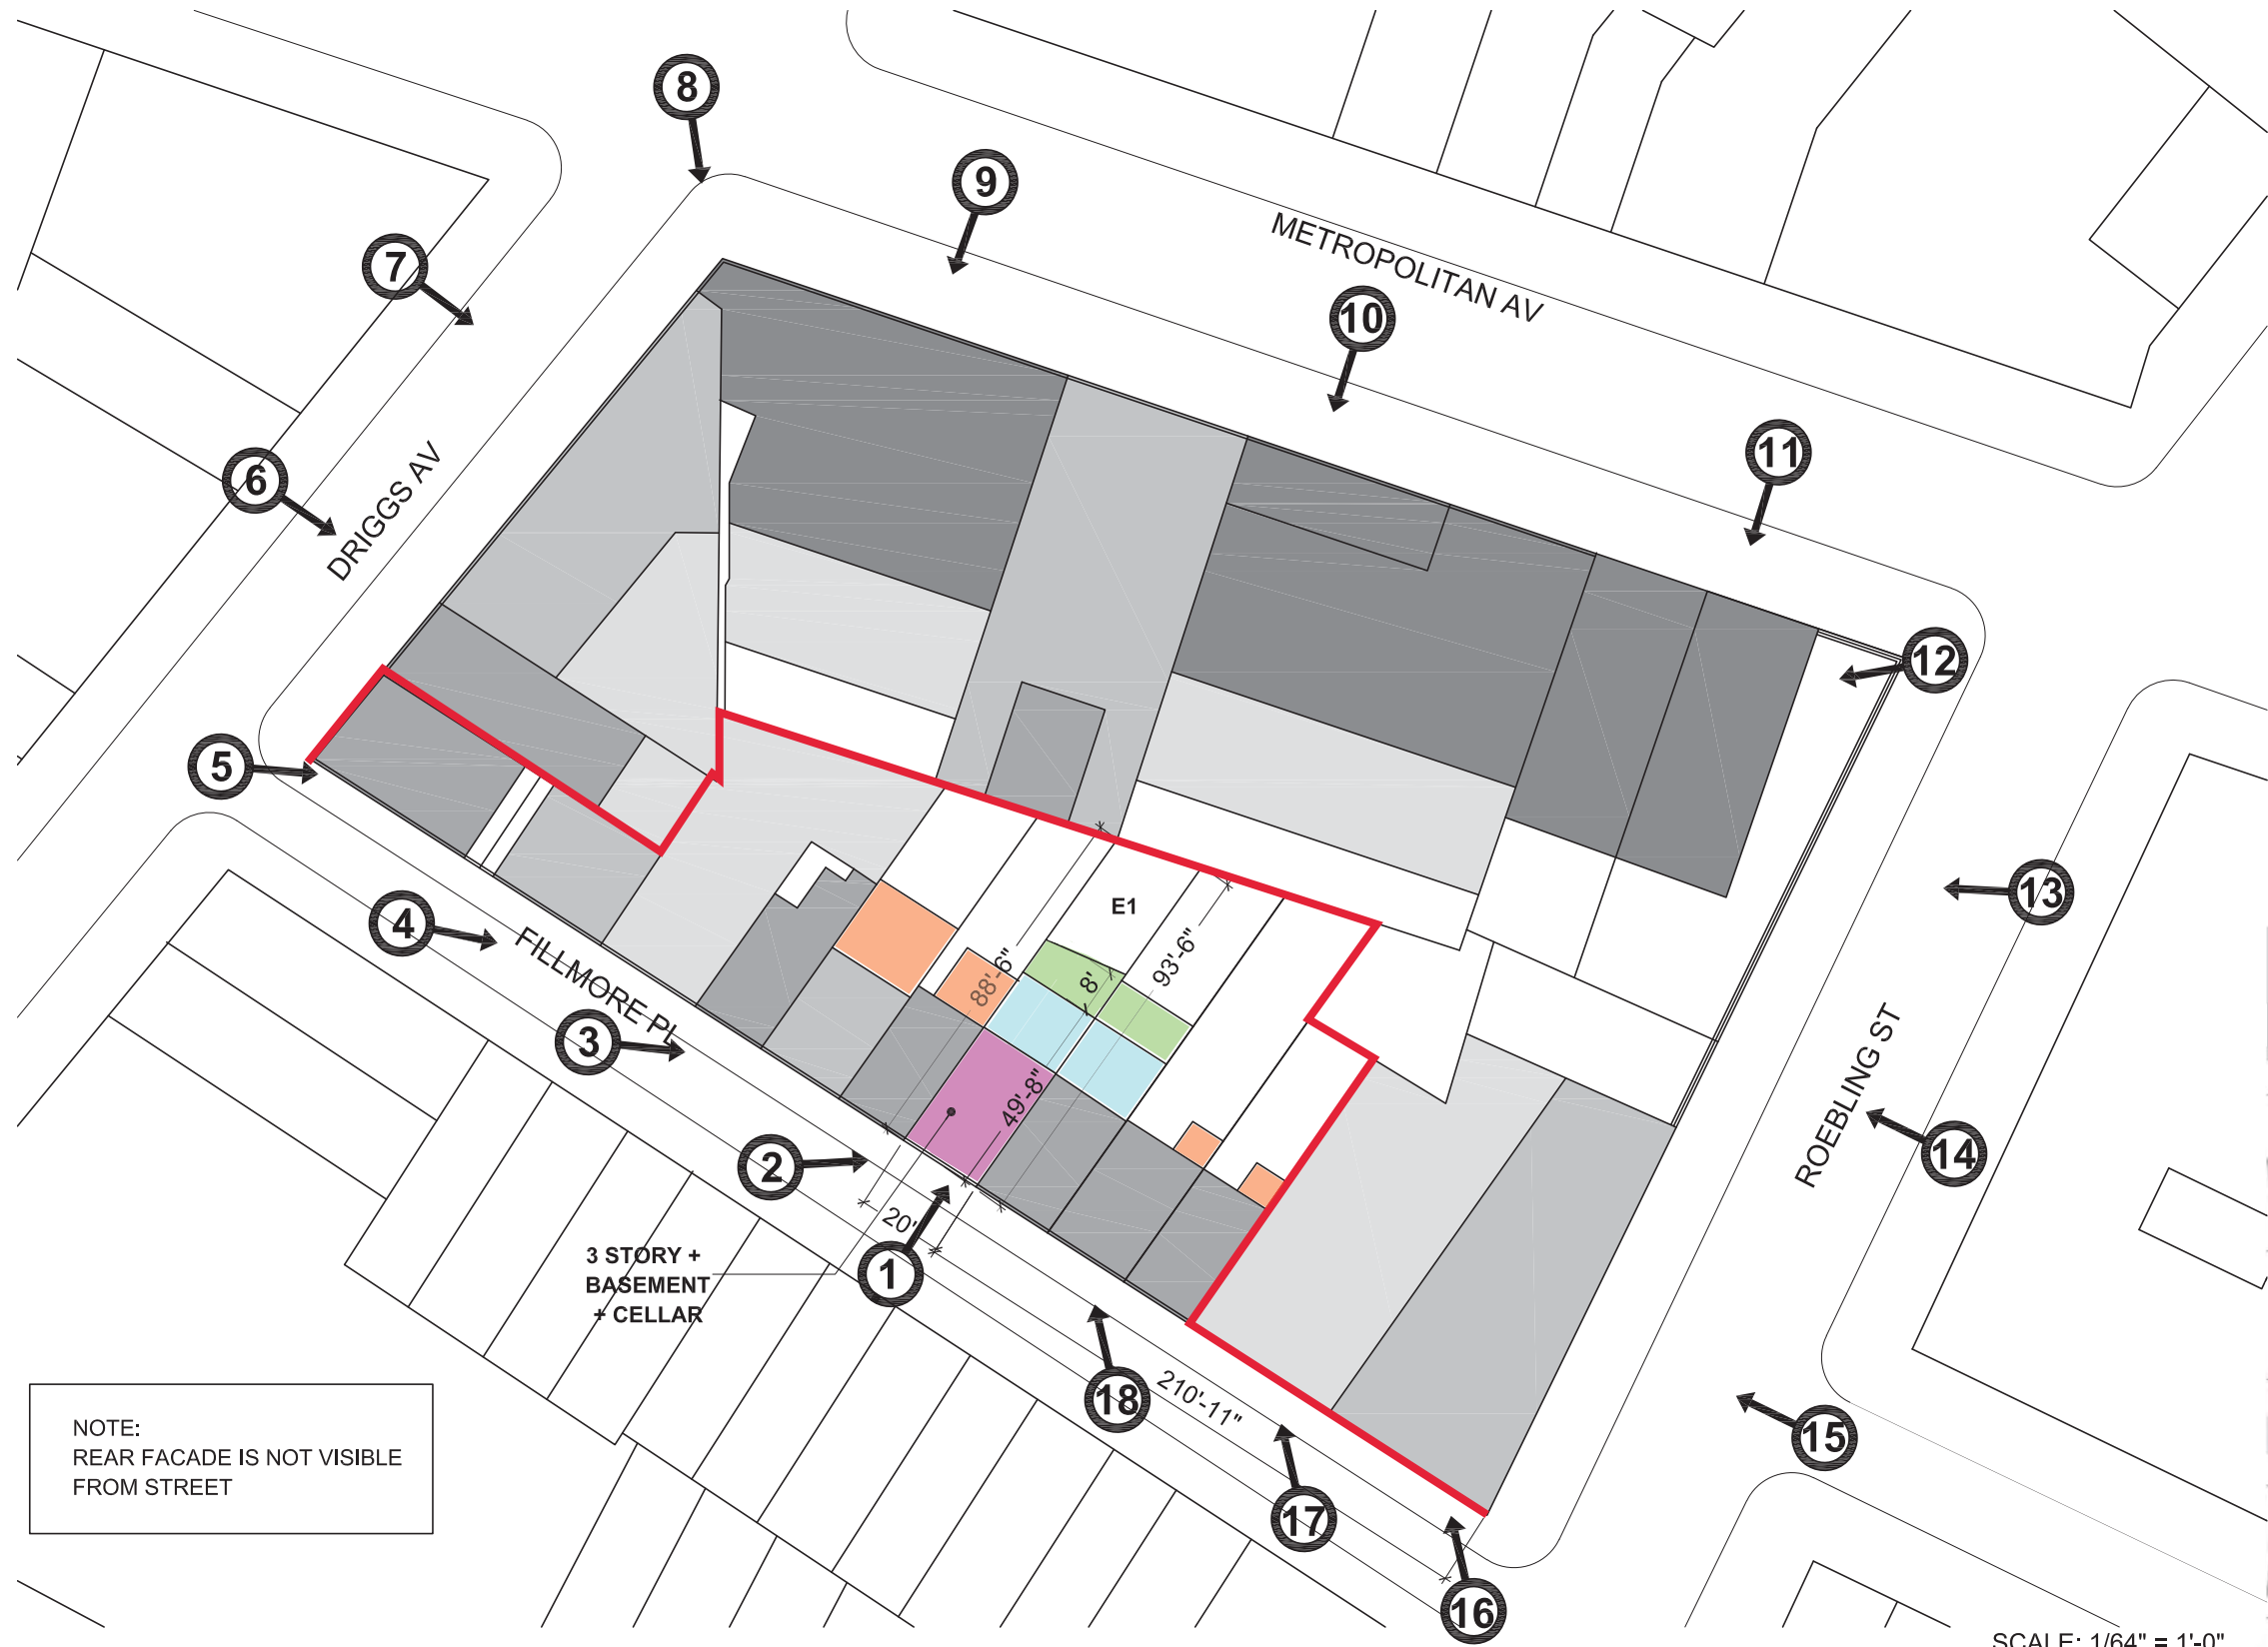 8
9
METROPOLITAN AV
7
10
11
6
DRIGGS AV
12
5
E1
13
4
FILLMORE PL
88'-6"
8'
93'-6"
3
49'-8"
ROEBLING ST
2
14
20'
1
3 STORY +
BASEMENT
+ CELLAR
18
210'-11"
15
NOTE:
REAR FACADE IS NOT VISIBLE
FROM STREET
17
16
SCALE: 1/64" = 1'-0"